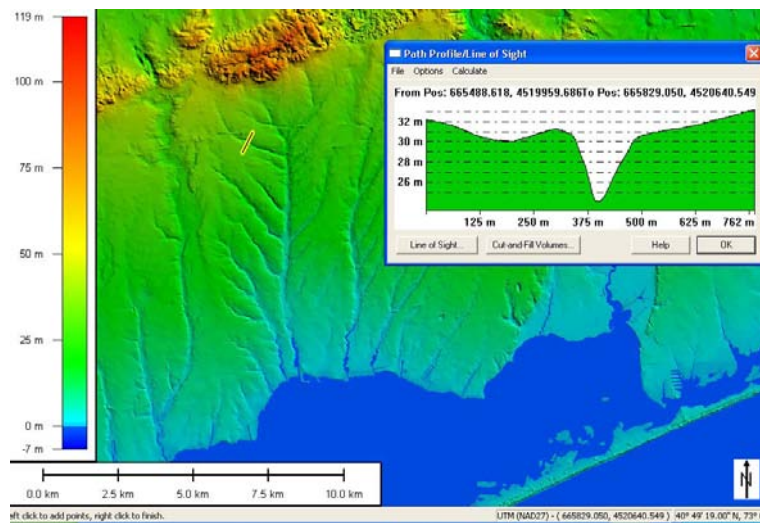 119 m
100 m
75 m
50 m
25 m
0 m
-7 m
Path Profile/Line of Sight
File Options Calculate
From Pos: 665488.618, 4519959.686To Pos: 665829.050, 4520640.549
32 m
30 m
28 m
26 m
125 m 250 m 375 m 500 m 625 m 762 m
Line of Sight... Cut-and-Fill Volumes... Help OK
0.0 km 2.5 km 5.0 km 7.5 km 10.0 km
N
eft click to add points, right click to finish.
UTM (NAD27) - ( 665829.050, 4520640.549 ) 40° 49' 19.00" N, 73°